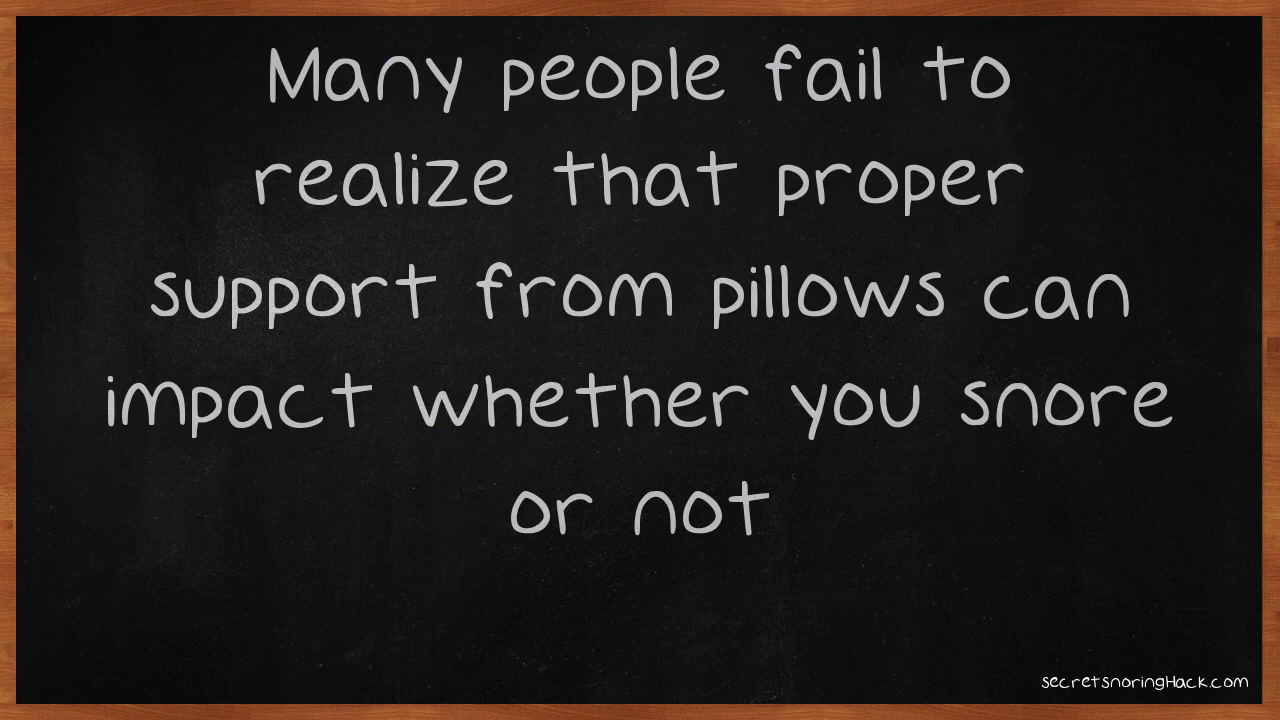 Many people fail to
realize that proper
support from pillows can
impact whether you snore
or not
secretsnoringHack.com